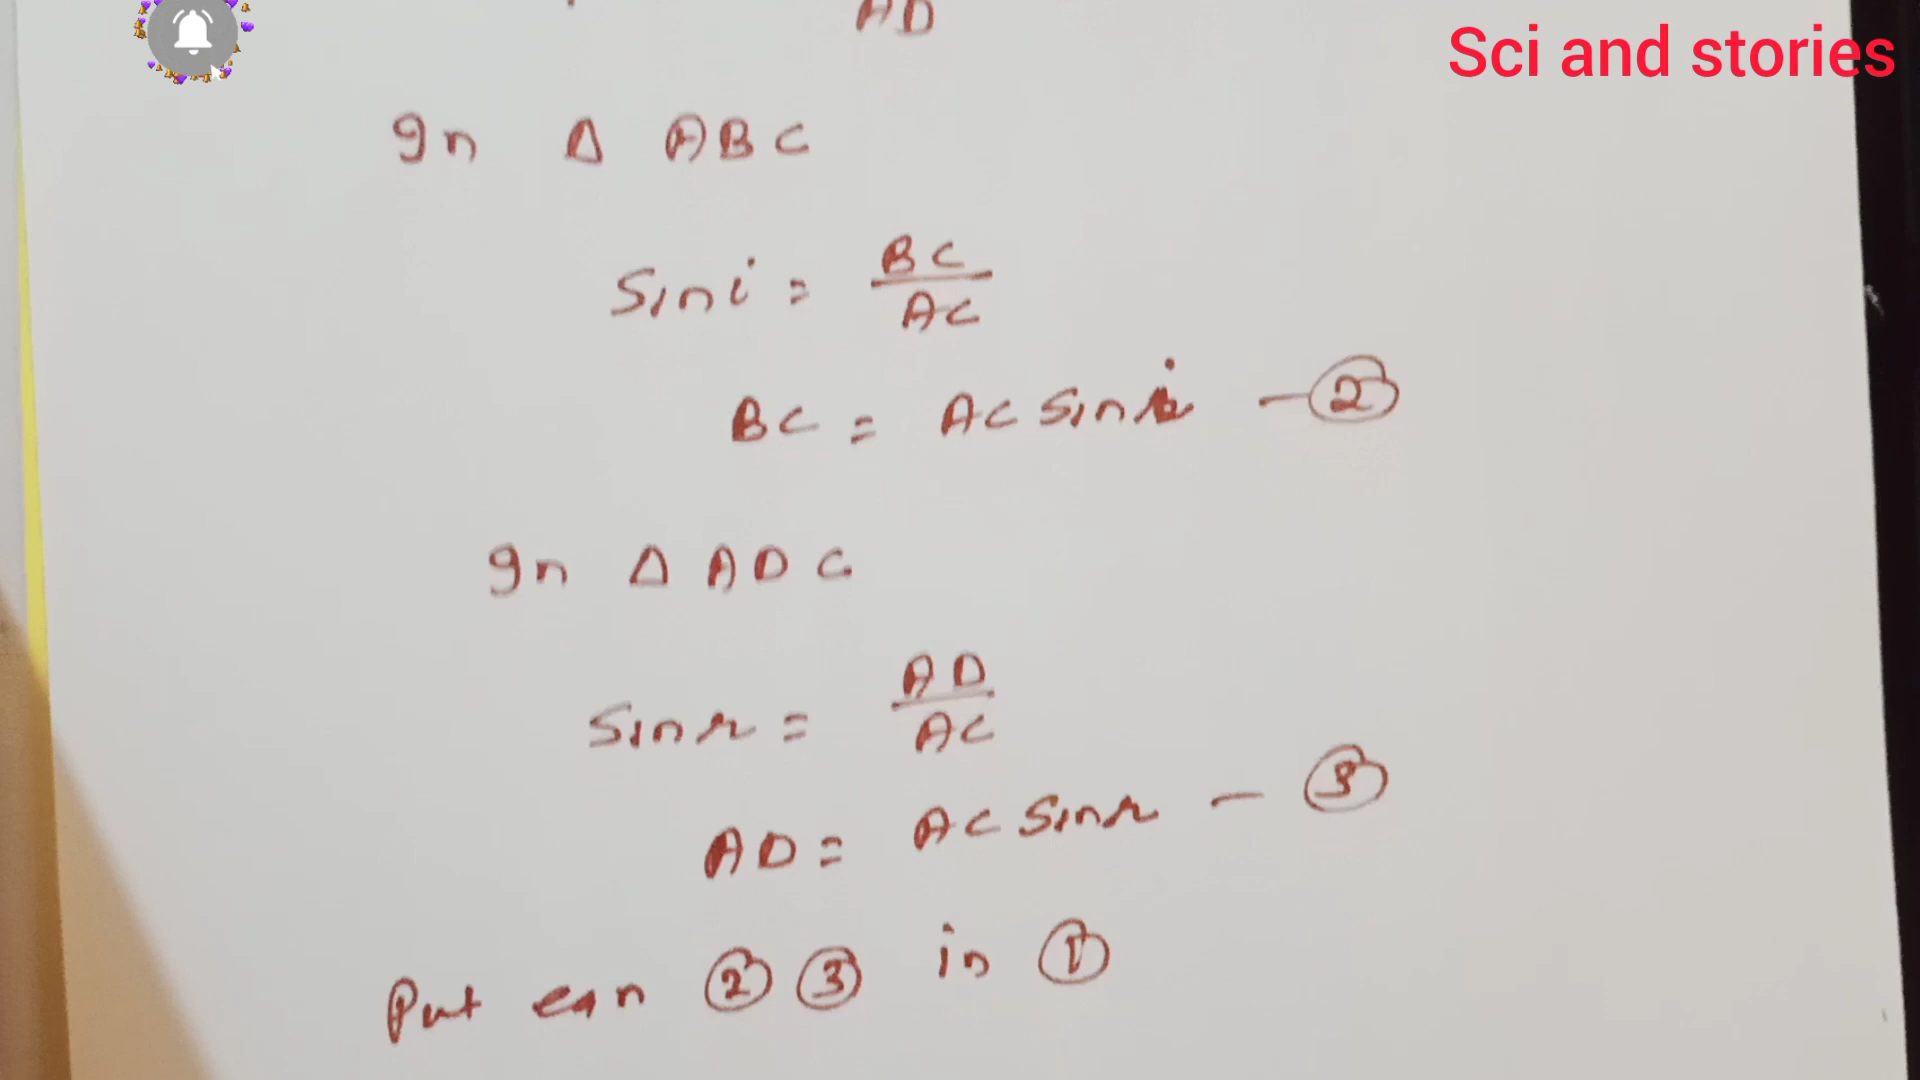 AD
Sci and stories
In Δ ABC
Sin i = BC / AC
BC = AC Sin i - ②
In Δ ADC
Sin r = AD / AC
AD = AC Sin r - ③
Put eqn ② ③ in ①